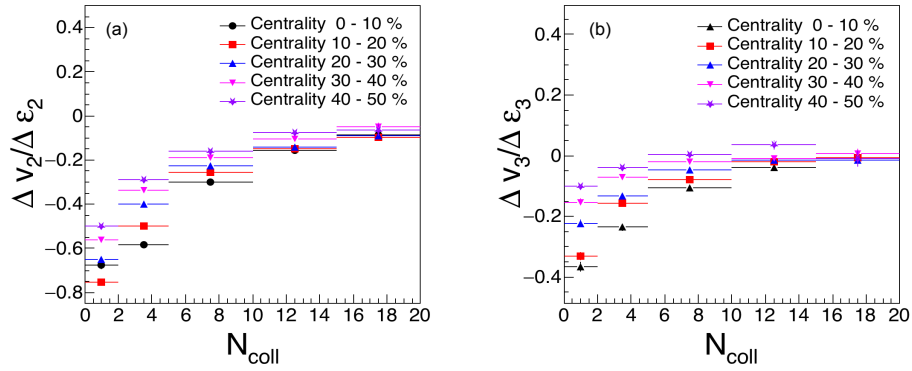 (a)
Centrality 0 - 10 %
Centrality 10 - 20 %
Centrality 20 - 30 %
Centrality 30 - 40 %
Centrality 40 - 50 %
0.4
0.2
0
−0.2
−0.4
−0.6
−0.8
Δ v₂/Δ ε₂
0 2 4 6 8 10 12 14 16 18 20
N_coll
(b)
Centrality 0 - 10 %
Centrality 10 - 20 %
Centrality 20 - 30 %
Centrality 30 - 40 %
Centrality 40 - 50 %
0.4
0.2
0
−0.2
−0.4
Δ v₃/Δ ε₃
0 2 4 6 8 10 12 14 16 18 20
N_coll